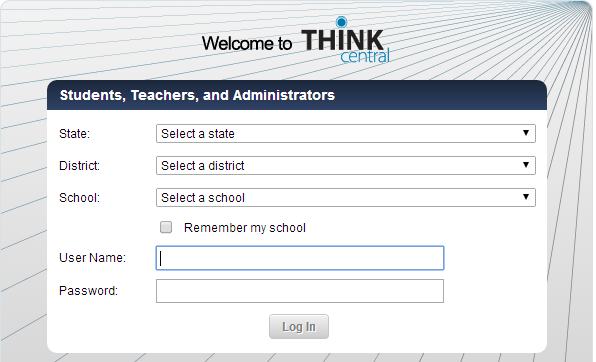 Welcome to THINK central
Students, Teachers, and Administrators
State: Select a state
District: Select a district
School: Select a school
Remember my school
User Name:
Password:
Log In